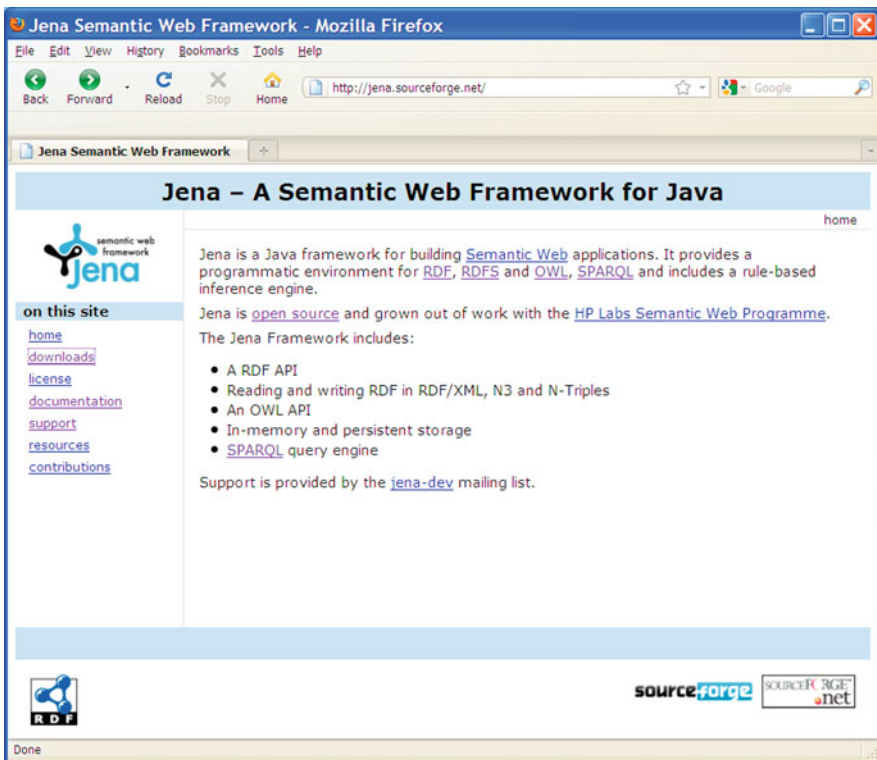 Jena Semantic Web Framework - Mozilla Firefox
File Edit View History Bookmarks Tools Help
Back Forward Reload Stop Home http://jena.sourceforge.net/ Google
Jena Semantic Web Framework
Jena – A Semantic Web Framework for Java
home
semantic web
framework
Jena
Jena is a Java framework for building Semantic Web applications. It provides a
programmatic environment for RDF, RDFS and OWL, SPARQL and includes a rule-based
inference engine.
Jena is open source and grown out of work with the HP Labs Semantic Web Programme.
The Jena Framework includes:
• A RDF API
• Reading and writing RDF in RDF/XML, N3 and N-Triples
• An OWL API
• In-memory and persistent storage
• SPARQL query engine
Support is provided by the jena-dev mailing list.
on this site
home
downloads
license
documentation
support
resources
contributions
RDF
sourceforge
SOURCEFORGE
.net
Done